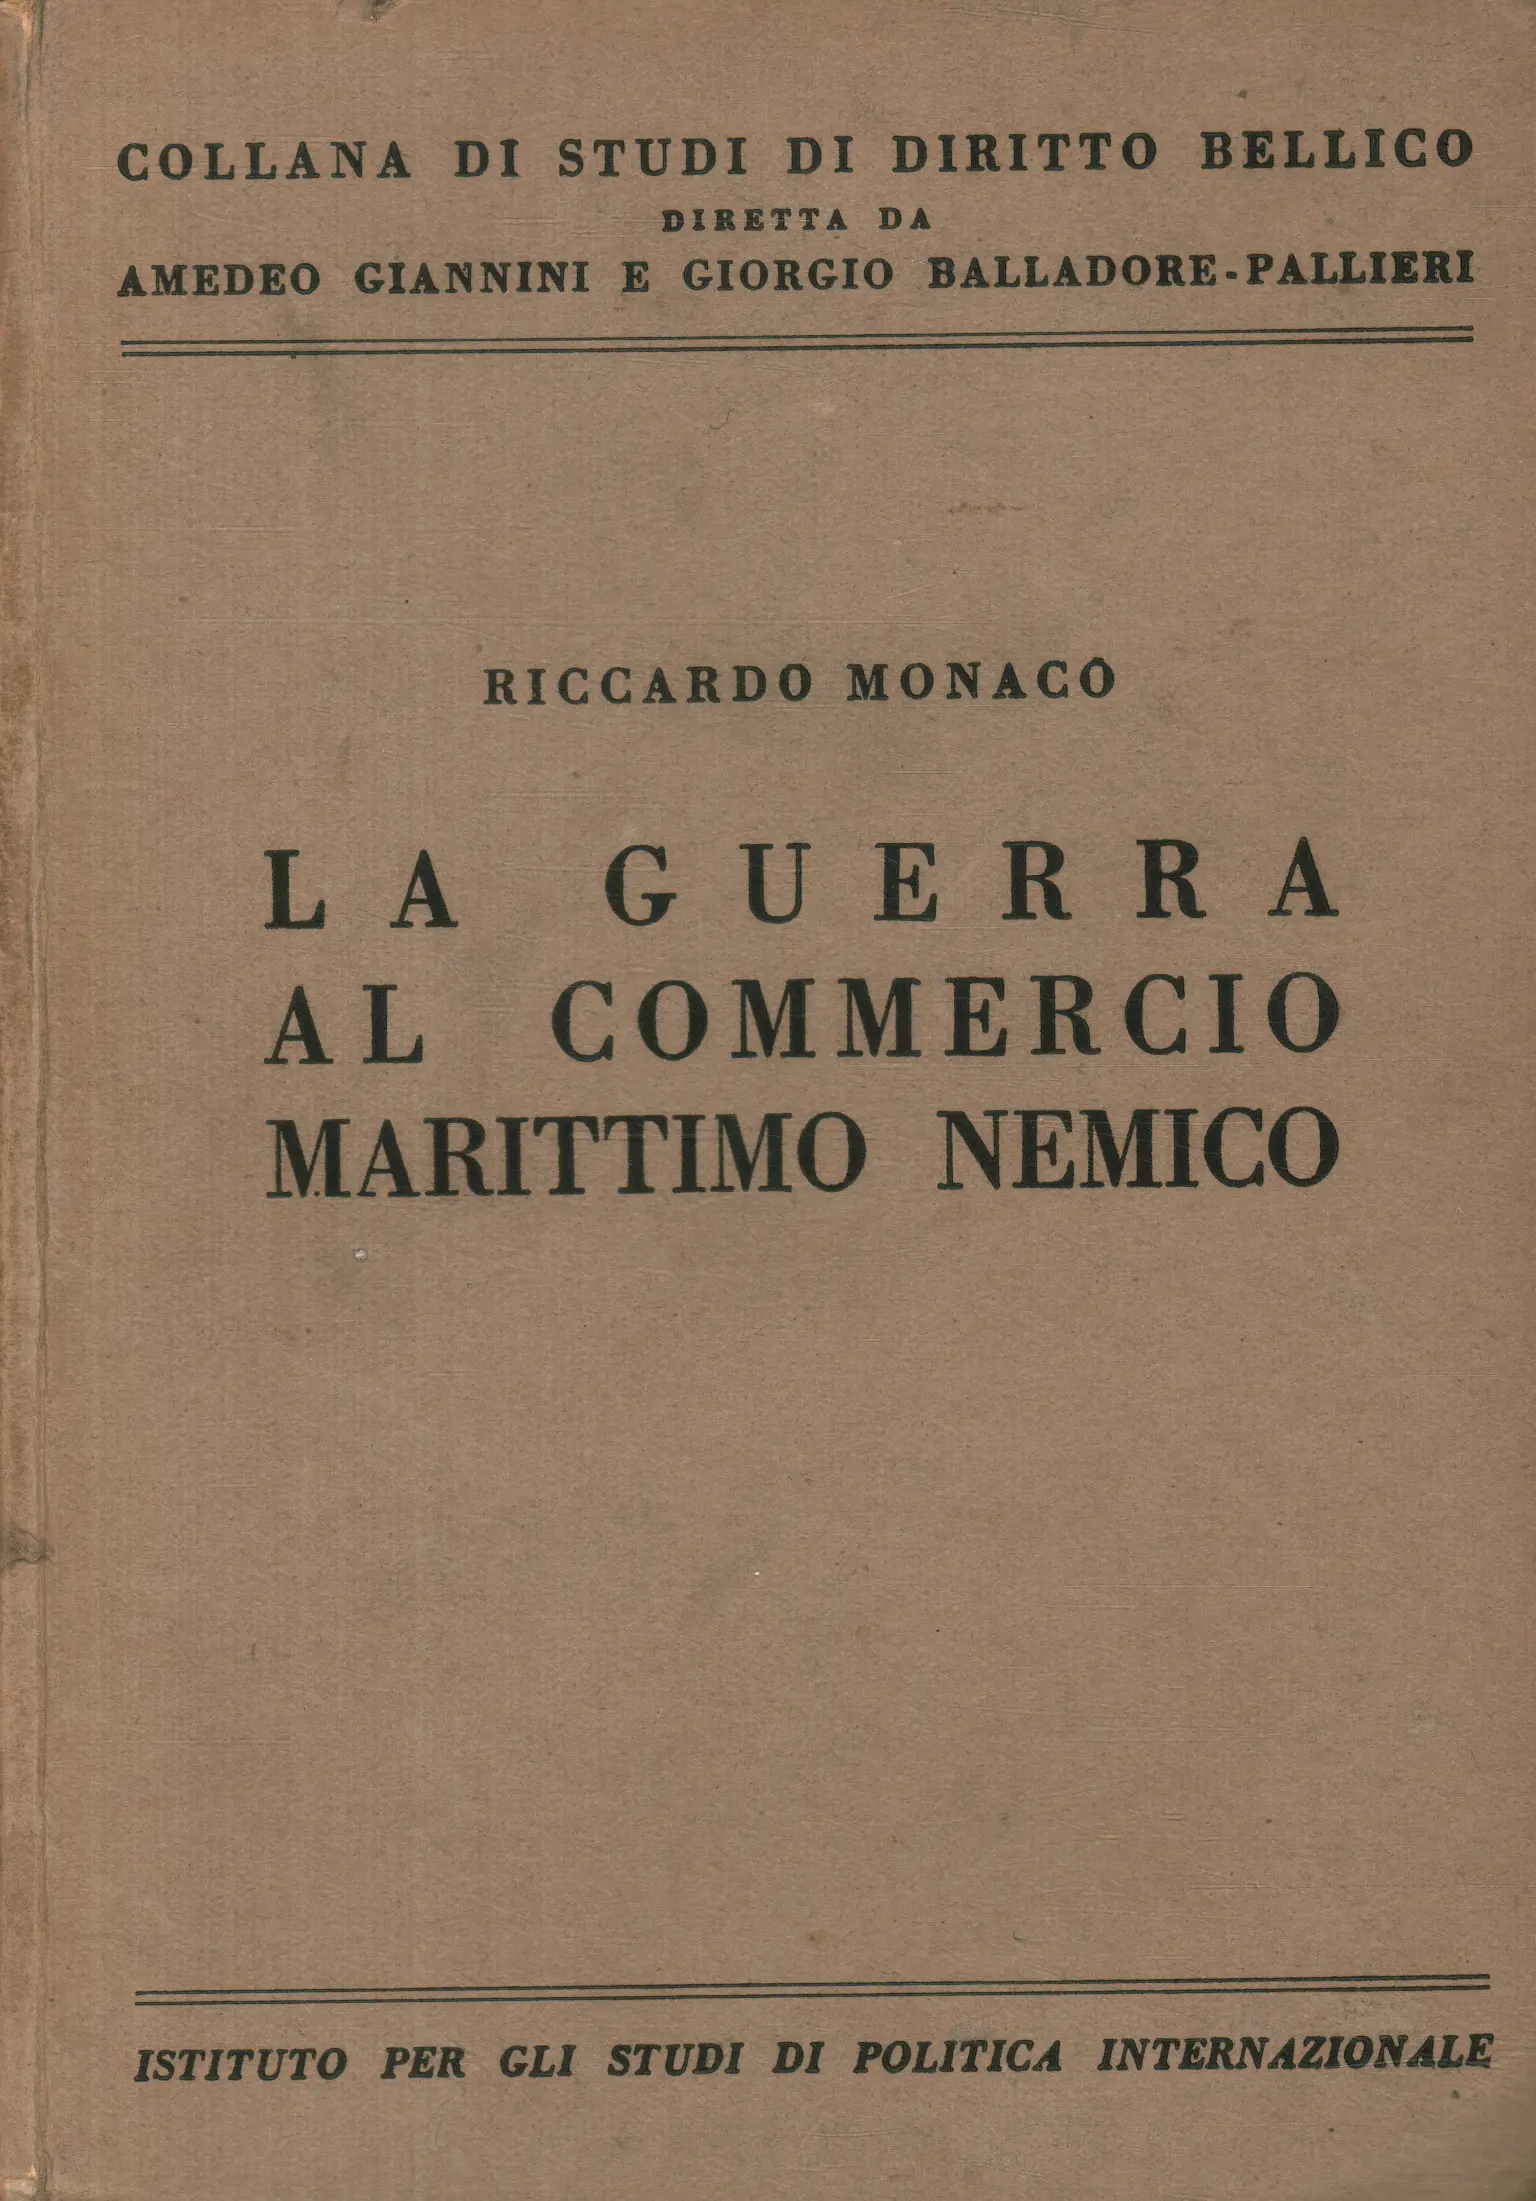 COLLANA DI STUDI DI DIRITTO BELLICO
DIRETTA DA
AMEDEO GIANNINI E GIORGIO BALLADORE-PALLIERI
RICCARDO MONACO
LA GUERRA
AL COMMERCIO
MARITTIMO NEMICO
ISTITUTO PER GLI STUDI DI POLITICA INTERNAZIONALE